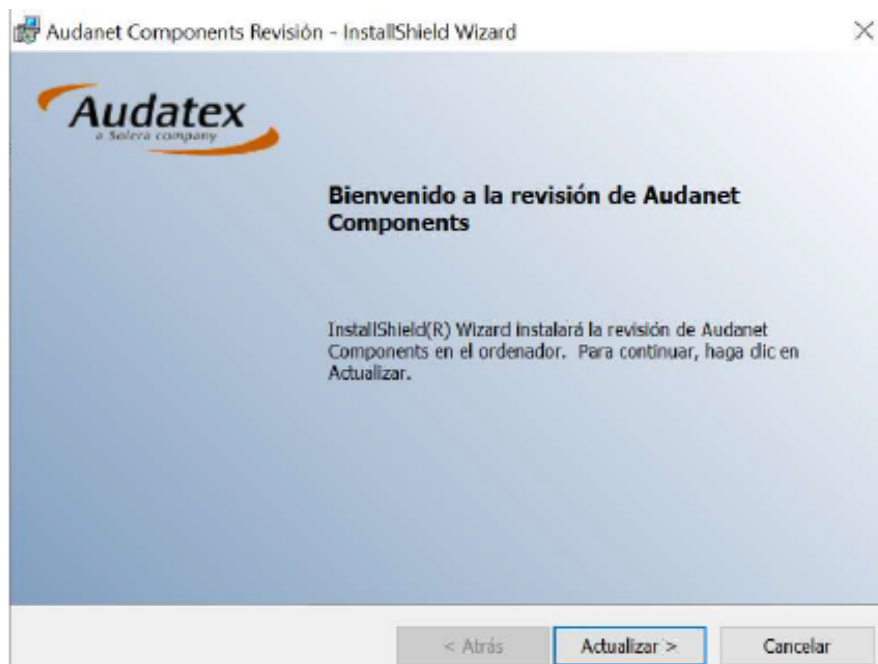 Audanet Components Revisión - InstallShield Wizard
Audatex
a Solera company
Bienvenido a la revisión de Audanet
Components
InstallShield(R) Wizard instalará la revisión de Audanet
Components en el ordenador. Para continuar, haga clic en
Actualizar.
< Atrás
Actualizar >
Cancelar